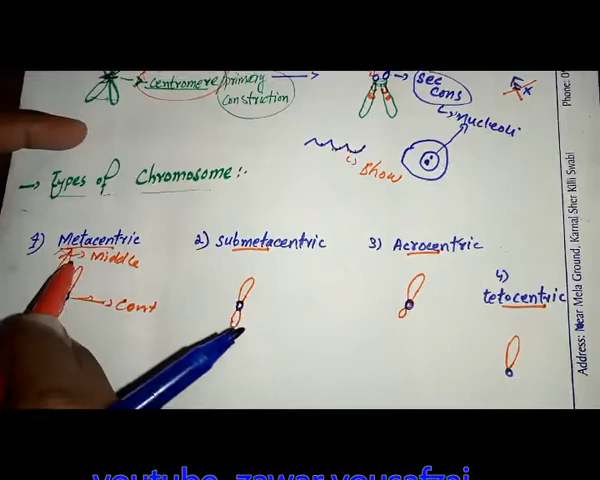 centromere primary
constriction
sec
cons
Nucleoli
Show
Phone: 0
→ Types of Chromosome:-
1) Metacentric
→ Middle
Cent
2) Submetacentric
3) Acrocentric
4)
tetocentric
Address: Near Mela Ground, Karnal Sher Killi Swabi
youtube zawar yousafzai